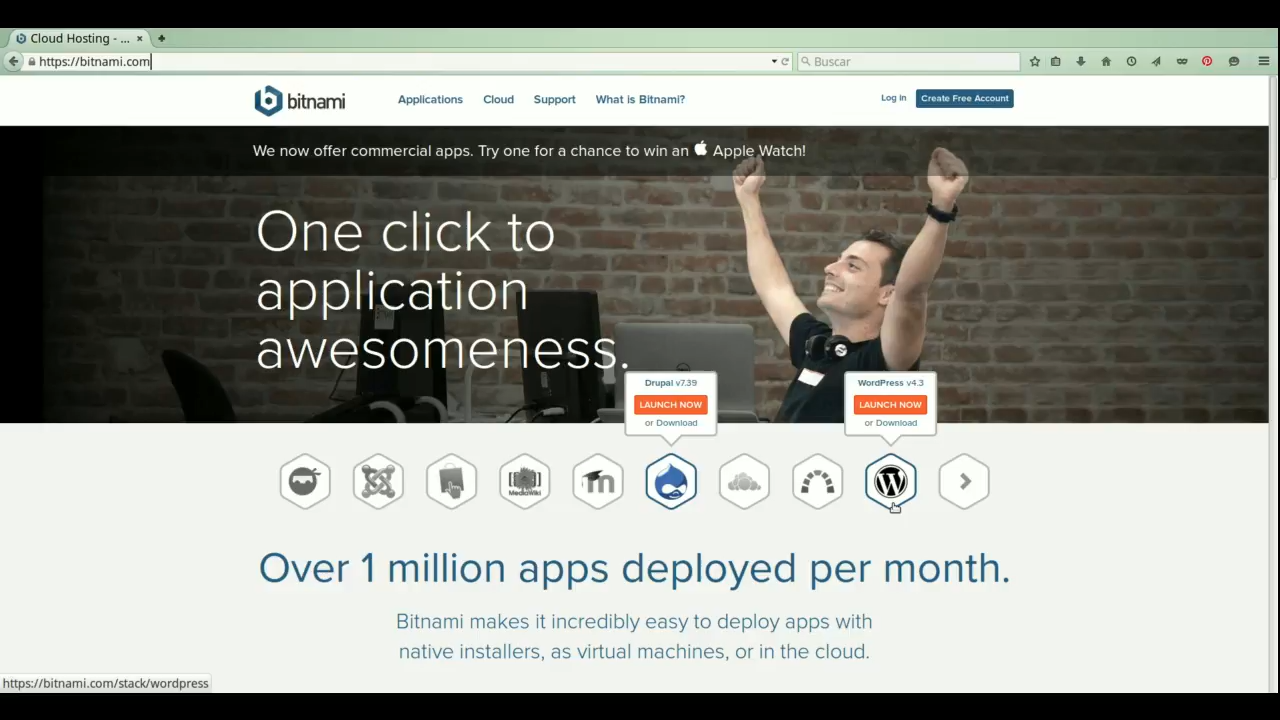 Cloud Hosting - ...
https://bitnami.com
Buscar
bitnami
Applications
Cloud
Support
What is Bitnami?
Log in
Create Free Account
We now offer commercial apps. Try one for a chance to win an Apple Watch!
One click to
application
awesomeness.
Drupal v7.39
LAUNCH NOW
or Download
WordPress v4.3
LAUNCH NOW
or Download
MediaWiki
m
W
Over 1 million apps deployed per month.
Bitnami makes it incredibly easy to deploy apps with
native installers, as virtual machines, or in the cloud.
https://bitnami.com/stack/wordpress